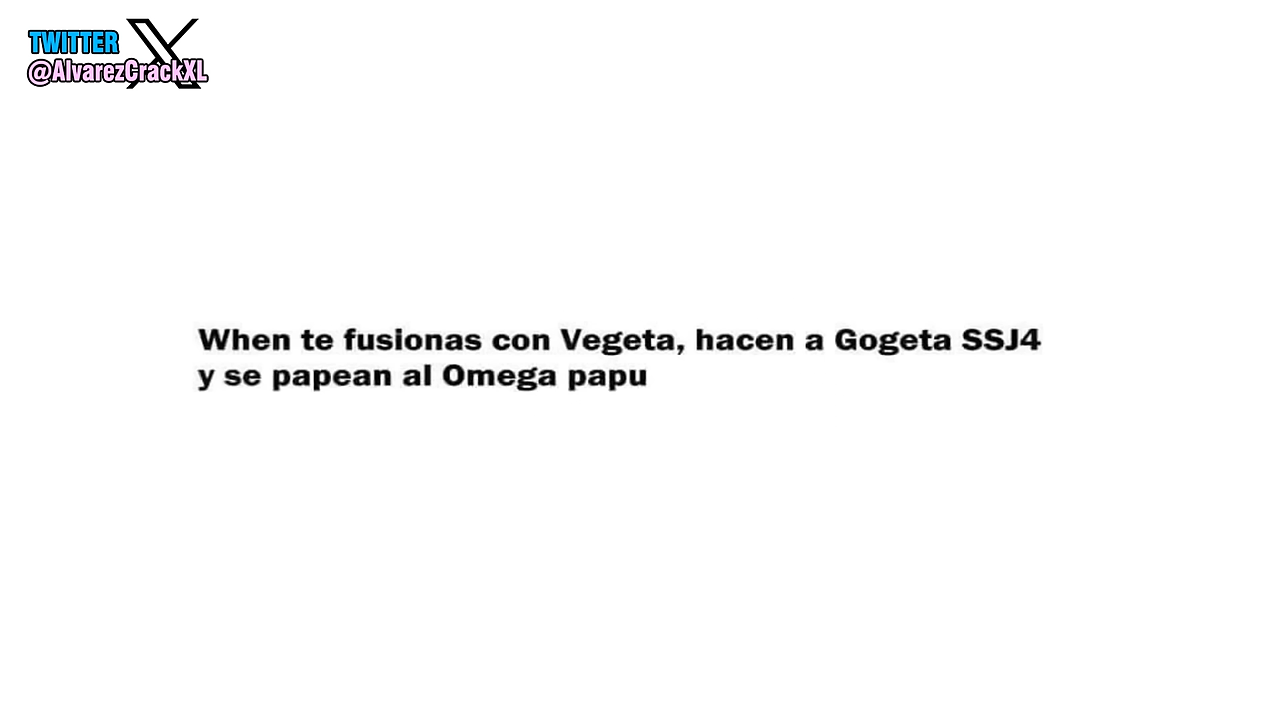 TWITTER
@AlvarezCrackXL
When te fusionas con Vegeta, hacen a Gogeta SSJ4
y se papean al Omega papu